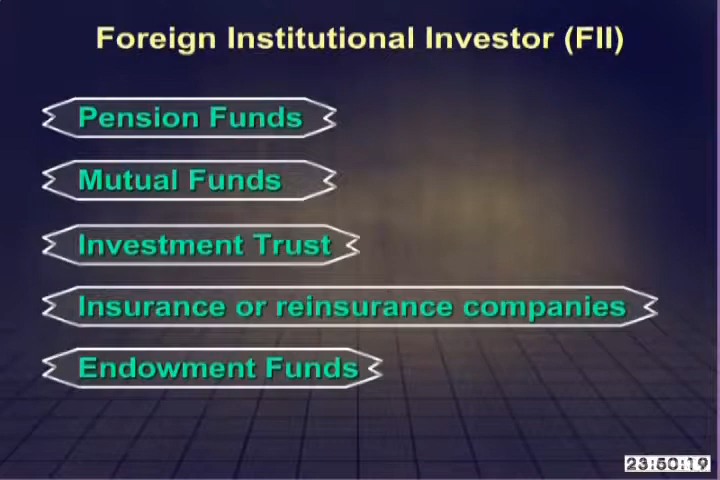 Foreign Institutional Investor (FII)
Pension Funds
Mutual Funds
Investment Trust
Insurance or reinsurance companies
Endowment Funds
23:50:19